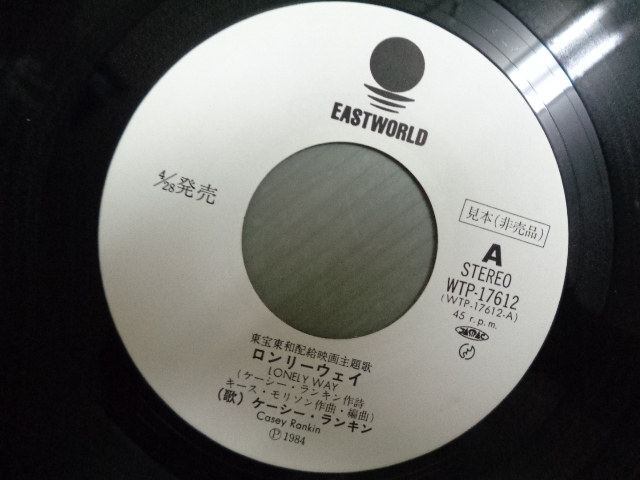 EASTWORLD
4/28発売
見本(非売品)
A
STEREO
WTP-17612
(WTP-17612-A)
45 r.p.m.
東宝東和配給映画主題歌
ロンリーウェイ
LONELY WAY
(ケーシー・ランキン作詩
キース・モリソン作曲・編曲)
(歌)ケーシー・ランキン
Casey Rankin
Ⓟ1984